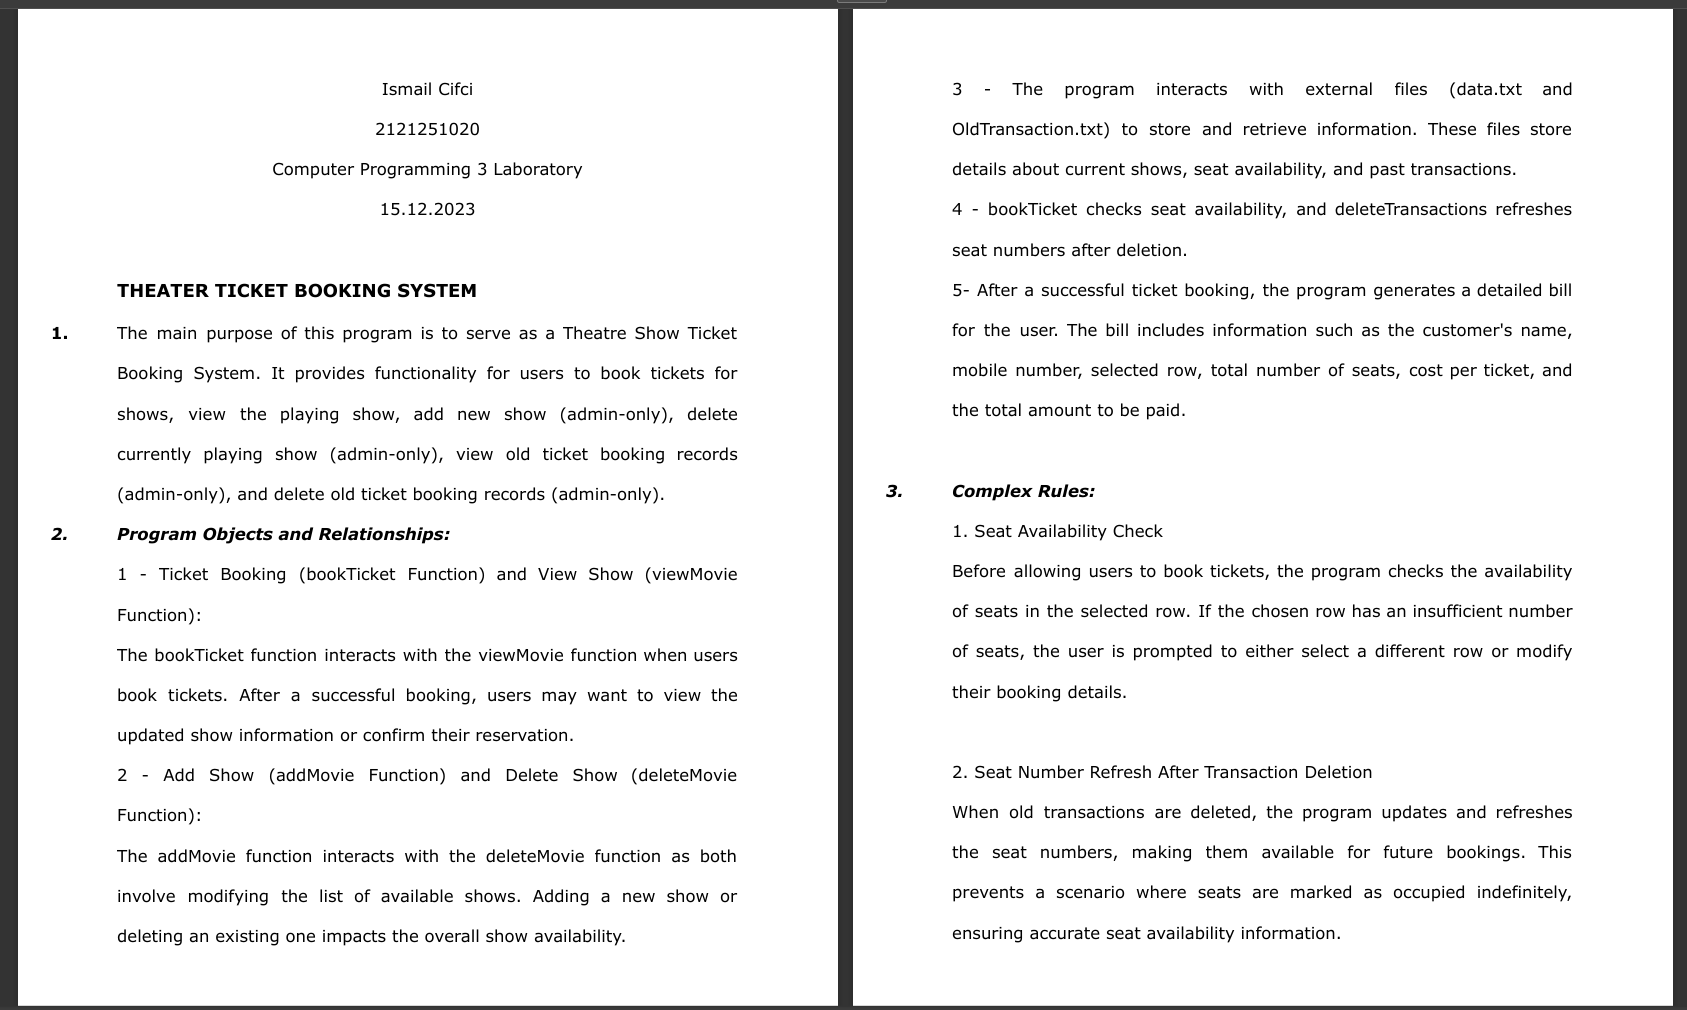 Ismail Cifci
2121251020
Computer Programming 3 Laboratory
15.12.2023
THEATER TICKET BOOKING SYSTEM
1. The main purpose of this program is to serve as a Theatre Show Ticket
Booking System. It provides functionality for users to book tickets for
shows, view the playing show, add new show (admin-only), delete
currently playing show (admin-only), view old ticket booking records
(admin-only), and delete old ticket booking records (admin-only).
2. Program Objects and Relationships:
1 - Ticket Booking (bookTicket Function) and View Show (viewMovie
Function):
The bookTicket function interacts with the viewMovie function when users
book tickets. After a successful booking, users may want to view the
updated show information or confirm their reservation.
2 - Add Show (addMovie Function) and Delete Show (deleteMovie
Function):
The addMovie function interacts with the deleteMovie function as both
involve modifying the list of available shows. Adding a new show or
deleting an existing one impacts the overall show availability.
3 - The program interacts with external files (data.txt and
OldTransaction.txt) to store and retrieve information. These files store
details about current shows, seat availability, and past transactions.
4 - bookTicket checks seat availability, and deleteTransactions refreshes
seat numbers after deletion.
5- After a successful ticket booking, the program generates a detailed bill
for the user. The bill includes information such as the customer's name,
mobile number, selected row, total number of seats, cost per ticket, and
the total amount to be paid.
3. Complex Rules:
1. Seat Availability Check
Before allowing users to book tickets, the program checks the availability
of seats in the selected row. If the chosen row has an insufficient number
of seats, the user is prompted to either select a different row or modify
their booking details.
2. Seat Number Refresh After Transaction Deletion
When old transactions are deleted, the program updates and refreshes
the seat numbers, making them available for future bookings. This
prevents a scenario where seats are marked as occupied indefinitely,
ensuring accurate seat availability information.